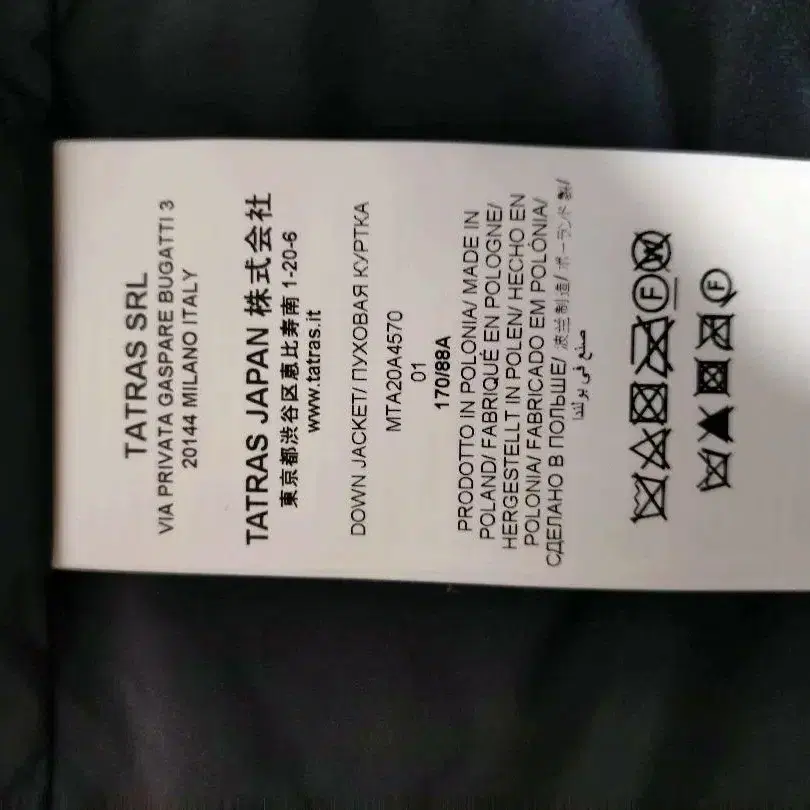 TATRAS SRL
VIA PRIVATA GASPARE BUGATTI 3
20144 MILANO ITALY
TATRAS JAPAN 株式会社
東京都渋谷区恵比寿南 1-20-6
www.tatras.it
DOWN JACKET/ ПУХОВАЯ КУРТКА
MTA20A4570
01
170/88A
PRODOTTO IN POLONIA/ MADE IN
POLAND/ FABRIQUÉ EN POLOGNE/
HERGESTELLT IN POLEN/ HECHO EN
POLONIA/ FABRICADO EM POLÓNIA/
СДЕЛАНО В ПОЛЬШЕ/ 波兰制造/ ポーランド製/
صنع في بولندا
F W
F